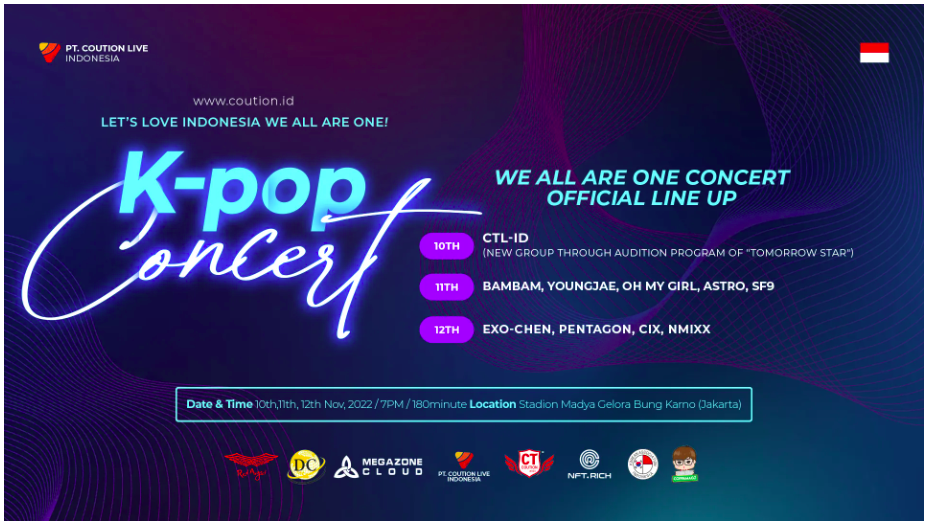 PT. COUTION LIVE
INDONESIA
www.coution.id
LET'S LOVE INDONESIA WE ALL ARE ONE!
K-pop
Concert
WE ALL ARE ONE CONCERT
OFFICIAL LINE UP
10TH
CTL-ID
(NEW GROUP THROUGH AUDITION PROGRAM OF "TOMORROW STAR")
11TH
BAMBAM, YOUNGJAE, OH MY GIRL, ASTRO, SF9
12TH
EXO-CHEN, PENTAGON, CIX, NMIXX
Date & Time 10th,11th, 12th Nov, 2022 / 7PM / 180minute Location Stadion Madya Gelora Bung Karno (Jakarta)
DC
MEGAZONE
CLOUD
PT. COUTION LIVE
INDONESIA
CT
COUTION
NFT.RICH